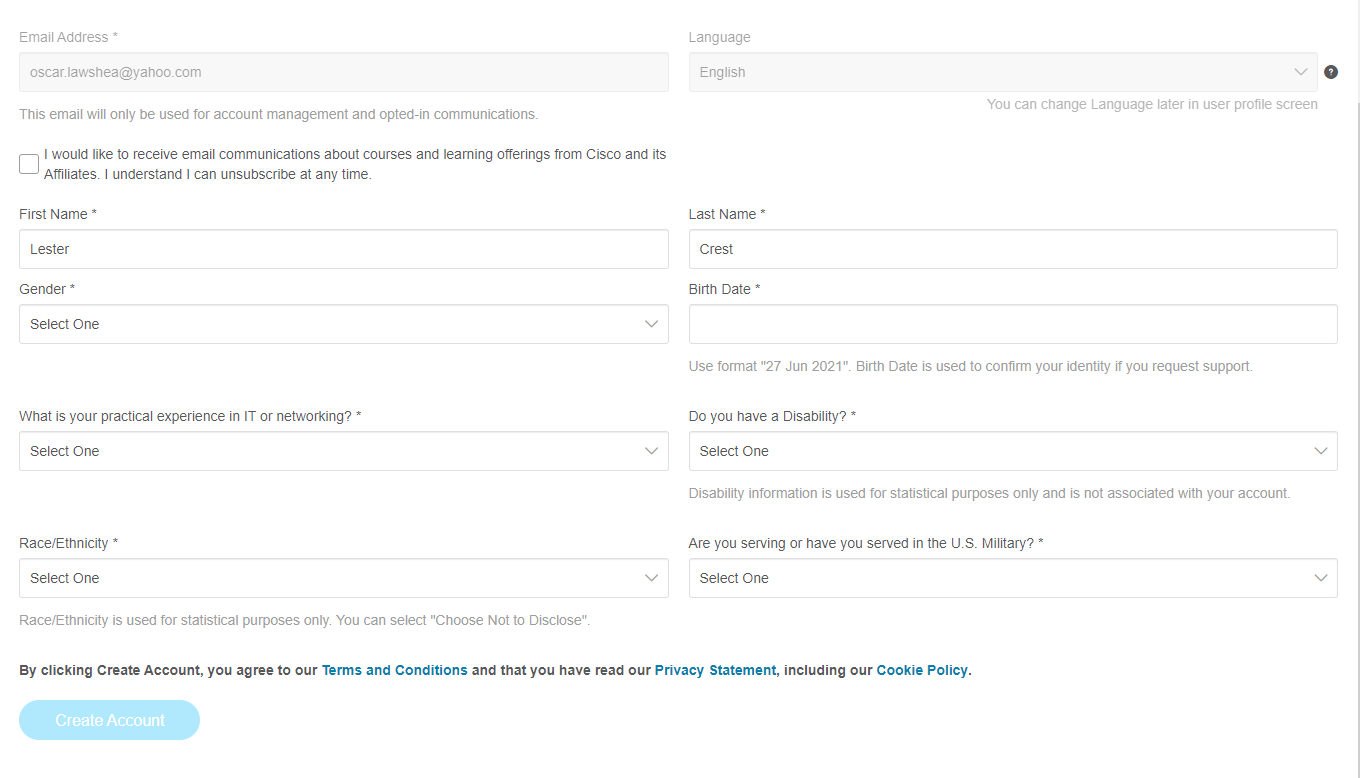 Email Address *
Language
oscar.lawshea@yahoo.com
English
?
This email will only be used for account management and opted-in communications.
You can change Language later in user profile screen
I would like to receive email communications about courses and learning offerings from Cisco and its
Affiliates. I understand I can unsubscribe at any time.
First Name *
Last Name *
Lester
Crest
Gender *
Birth Date *
Select One
Use format "27 Jun 2021". Birth Date is used to confirm your identity if you request support.
What is your practical experience in IT or networking? *
Do you have a Disability? *
Select One
Select One
Disability information is used for statistical purposes only and is not associated with your account.
Race/Ethnicity *
Are you serving or have you served in the U.S. Military? *
Select One
Select One
Race/Ethnicity is used for statistical purposes only. You can select "Choose Not to Disclose".
By clicking Create Account, you agree to our Terms and Conditions and that you have read our Privacy Statement, including our Cookie Policy.
Create Account